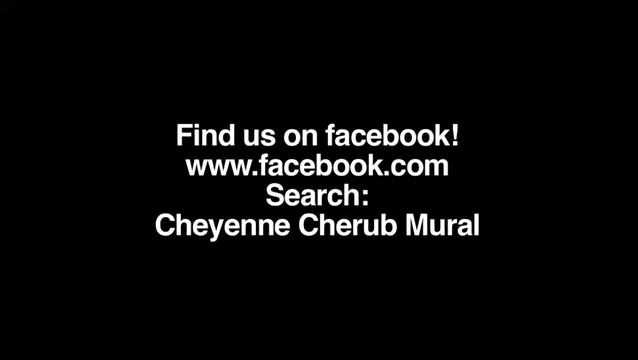 Find us on facebook!
www.facebook.com
Search:
Cheyenne Cherub Mural